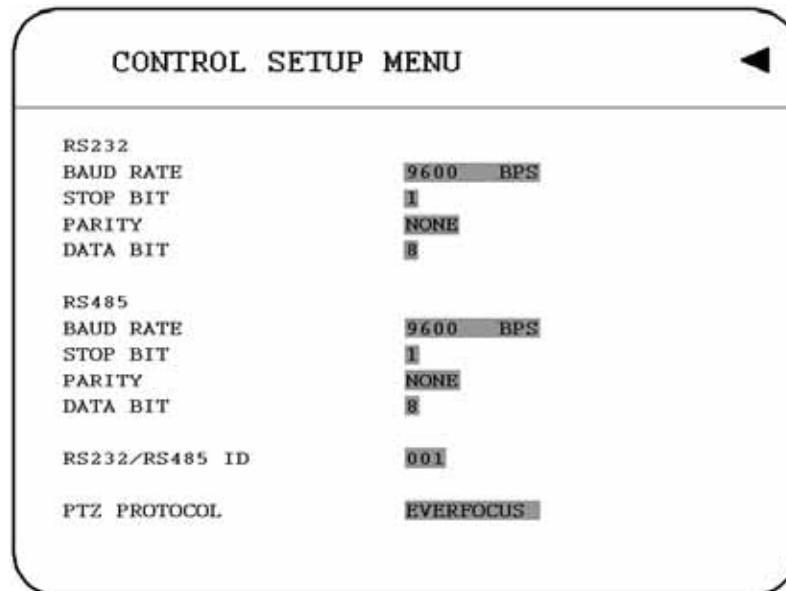 CONTROL SETUP MENU
RS232
BAUD RATE 9600 BPS
STOP BIT 1
PARITY NONE
DATA BIT 8
RS485
BAUD RATE 9600 BPS
STOP BIT 1
PARITY NONE
DATA BIT 8
RS232/RS485 ID 001
PTZ PROTOCOL EVERFOCUS